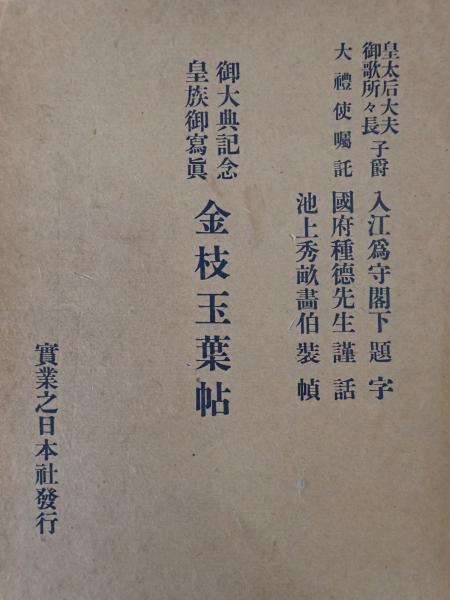 皇太后大夫
御歌所々長 子爵 入江爲守閣下 題字
大禮使囑託 國府種德先生 謹話
池上秀畝畵伯 裝幀
御大典記念
皇族御寫眞
金枝玉葉帖
實業之日本社發行